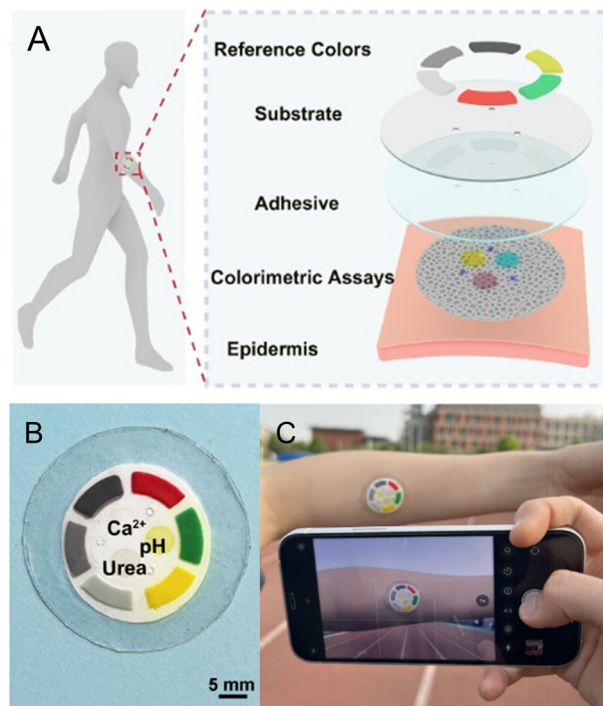 A
Reference Colors
Substrate
Adhesive
Colorimetric Assays
Epidermis
B
Ca²⁺
pH
Urea
5 mm
C